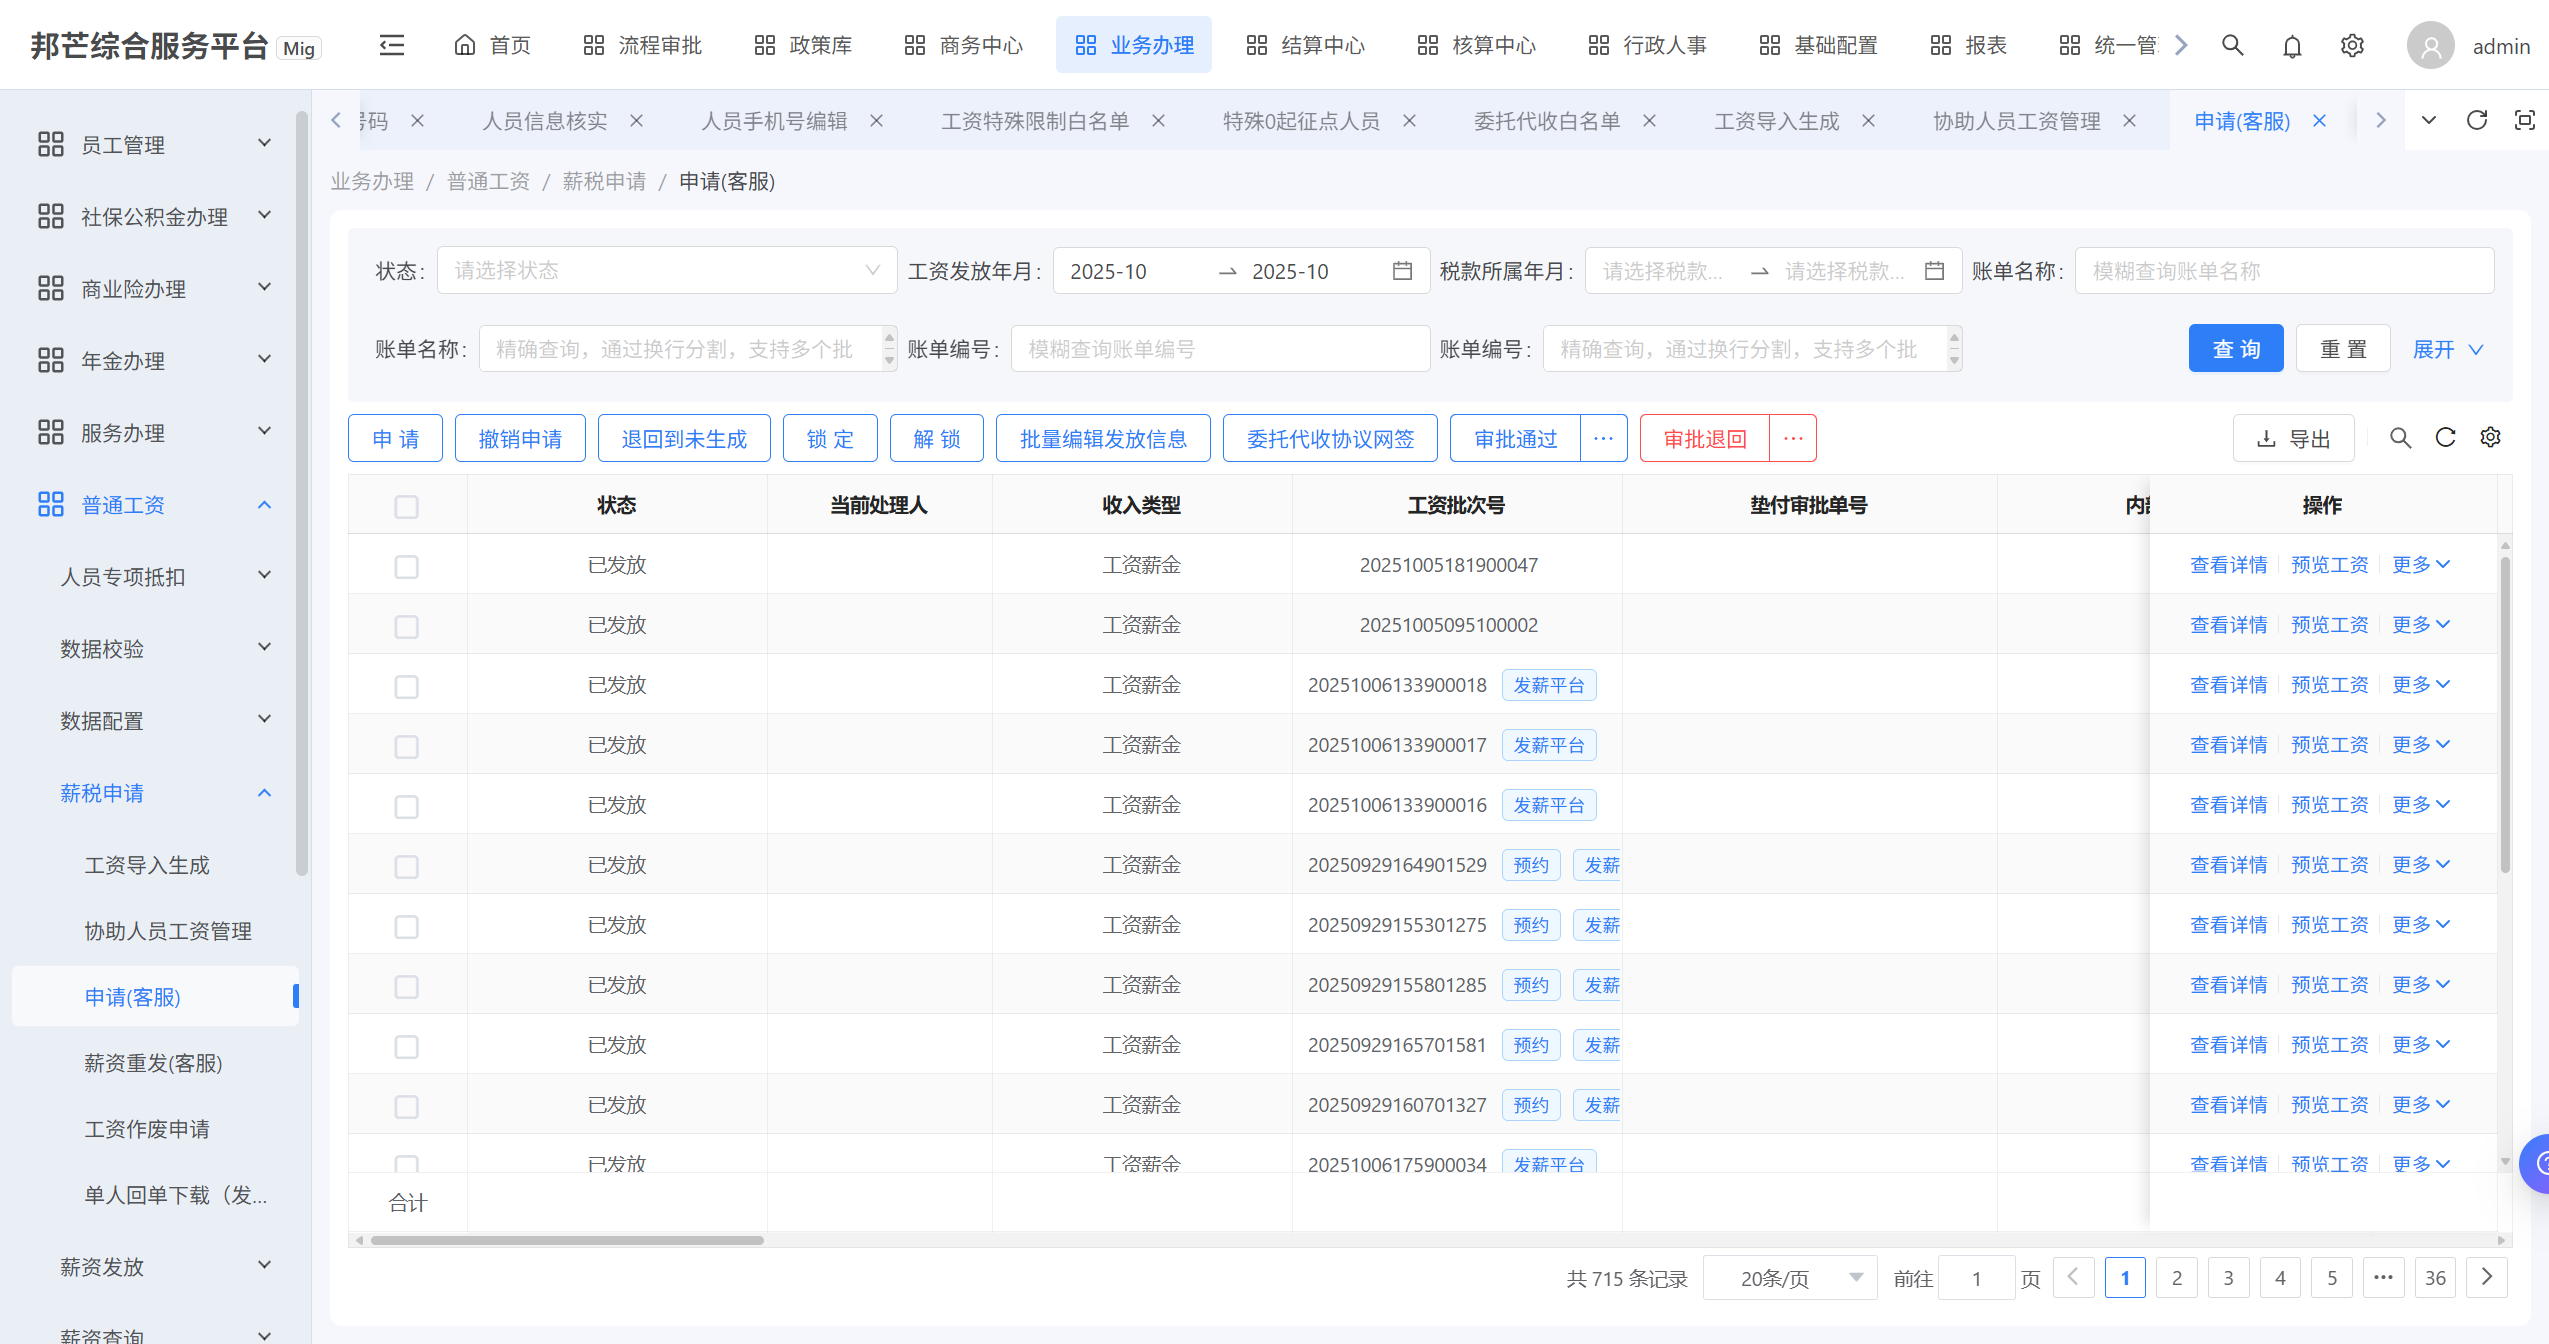 邦芒综合服务平台 Mig 首页 流程审批 政策库 商务中心 业务办理 结算中心 核算中心 行政人事 基础配置 报表 统一管 admin
号码 人员信息核实 人员手机号编辑 工资特殊限制白名单 特殊0起征点人员 委托代收白名单 工资导入生成 协助人员工资管理 申请(客服)
业务办理 / 普通工资 / 薪税申请 / 申请(客服)
员工管理
社保公积金办理
商业险办理
年金办理
服务办理
普通工资
人员专项抵扣
数据校验
数据配置
薪税申请
工资导入生成
协助人员工资管理
申请(客服)
薪资重发(客服)
工资作废申请
单人回单下载（发...
薪资发放
薪资查询
状态: 请选择状态 工资发放年月: 2025-10 2025-10 税款所属年月: 请选择税款... 请选择税款... 账单名称: 模糊查询账单名称
账单名称: 精确查询，通过换行分割，支持多个批 账单编号: 模糊查询账单编号 账单编号: 精确查询，通过换行分割，支持多个批 查询 重置 展开
申请 撤销申请 退回到未生成 锁定 解锁 批量编辑发放信息 委托代收协议网签 审批通过 ··· 审批退回 ··· 导出
状态 当前处理人 收入类型 工资批次号 垫付审批单号 内部 操作
已发放 工资薪金 20251005181900047 查看详情 预览工资 更多
已发放 工资薪金 20251005095100002 查看详情 预览工资 更多
已发放 工资薪金 20251006133900018 发薪平台 查看详情 预览工资 更多
已发放 工资薪金 20251006133900017 发薪平台 查看详情 预览工资 更多
已发放 工资薪金 20251006133900016 发薪平台 查看详情 预览工资 更多
已发放 工资薪金 20250929164901529 预约 发薪 查看详情 预览工资 更多
已发放 工资薪金 20250929155301275 预约 发薪 查看详情 预览工资 更多
已发放 工资薪金 20250929155801285 预约 发薪 查看详情 预览工资 更多
已发放 工资薪金 20250929165701581 预约 发薪 查看详情 预览工资 更多
已发放 工资薪金 20250929160701327 预约 发薪 查看详情 预览工资 更多
已发放 工资薪金 20251006175900034 发薪平台 查看详情 预览工资 更多
合计
共 715 条记录 20条/页 前往 1 页 1 2 3 4 5 ••• 36